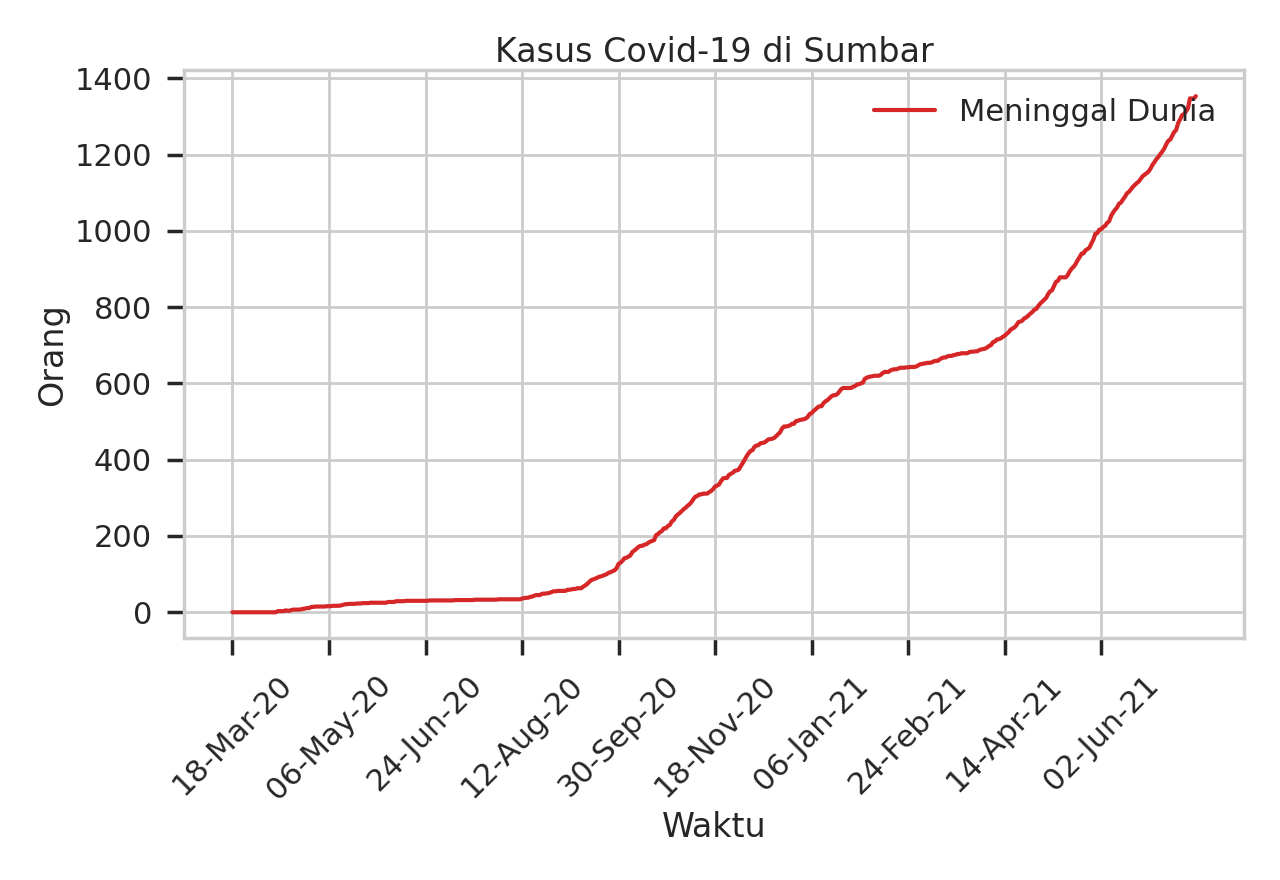 Kasus Covid-19 di Sumbar
Meninggal Dunia
Orang
1400
1200
1000
800
600
400
200
0
18-Mar-20
06-May-20
24-Jun-20
12-Aug-20
30-Sep-20
18-Nov-20
06-Jan-21
24-Feb-21
14-Apr-21
02-Jun-21
Waktu